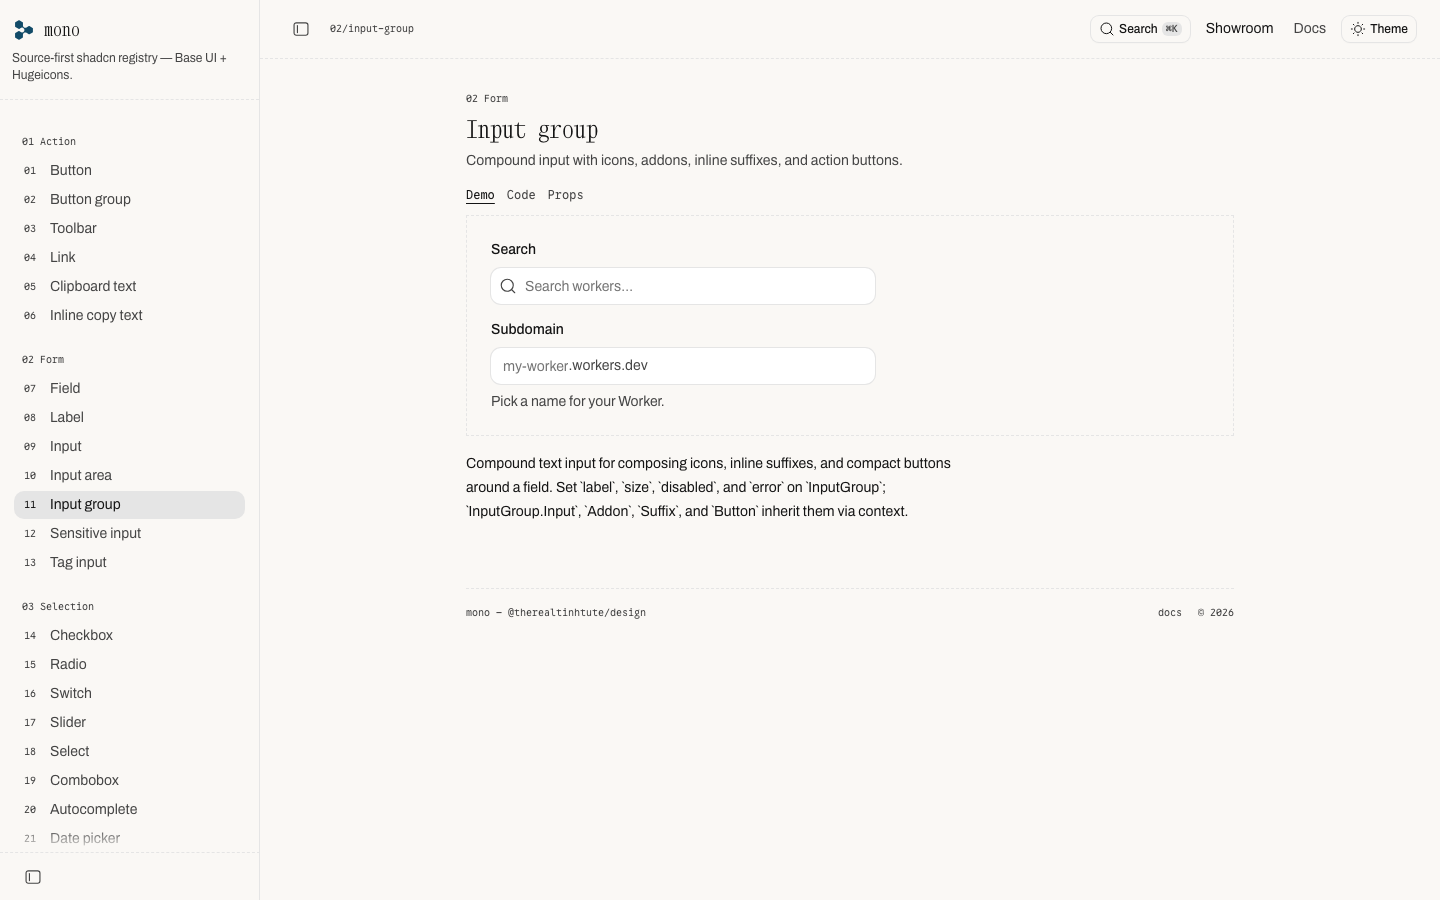 mono
Source-first shadcn registry — Base UI +
Hugeicons.
01 Action
01 Button
02 Button group
03 Toolbar
04 Link
05 Clipboard text
06 Inline copy text
02 Form
07 Field
08 Label
09 Input
10 Input area
11 Input group
12 Sensitive input
13 Tag input
03 Selection
14 Checkbox
15 Radio
16 Switch
17 Slider
18 Select
19 Combobox
20 Autocomplete
21 Date picker
02/input-group
Search ⌘K
Showroom
Docs
Theme
02 Form
Input group
Compound input with icons, addons, inline suffixes, and action buttons.
Demo Code Props
Search
Search workers...
Subdomain
my-worker.workers.dev
Pick a name for your Worker.
Compound text input for composing icons, inline suffixes, and compact buttons
around a field. Set `label`, `size`, `disabled`, and `error` on `InputGroup`;
`InputGroup.Input`, `Addon`, `Suffix`, and `Button` inherit them via context.
mono — @therealtinhtute/design
docs © 2026